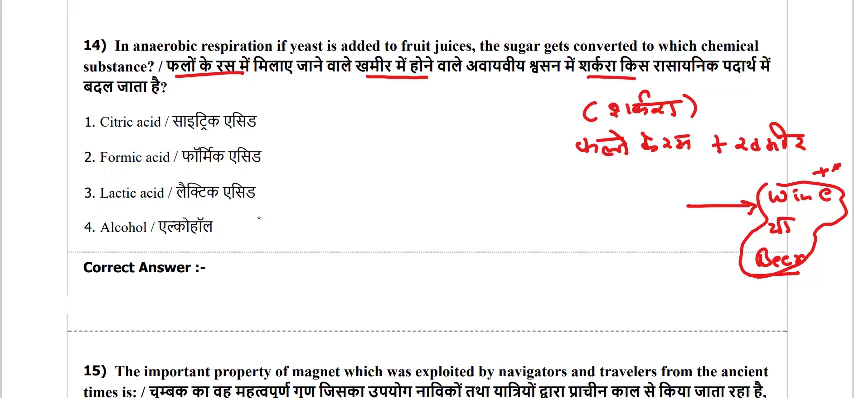 14) In anaerobic respiration if yeast is added to fruit juices, the sugar gets converted to which chemical
substance? / फलों के रस में मिलाए जाने वाले खमीर में होने वाले अवायवीय श्वसन में शर्करा किस रासायनिक पदार्थ में
बदल जाता है?
(शर्करा)
1. Citric acid / साइट्रिक एसिड
फलो के रस + खमीर
2. Formic acid / फॉर्मिक एसिड
3. Lactic acid / लैक्टिक एसिड
wine
4. Alcohol / एल्कोहॉल
या
Beer
Correct Answer :-
15) The important property of magnet which was exploited by navigators and travelers from the ancient
times is: / चुम्बक का वह महत्वपूर्ण गुण जिसका उपयोग नाविकों तथा यात्रियों द्वारा प्राचीन काल से किया जाता रहा है,